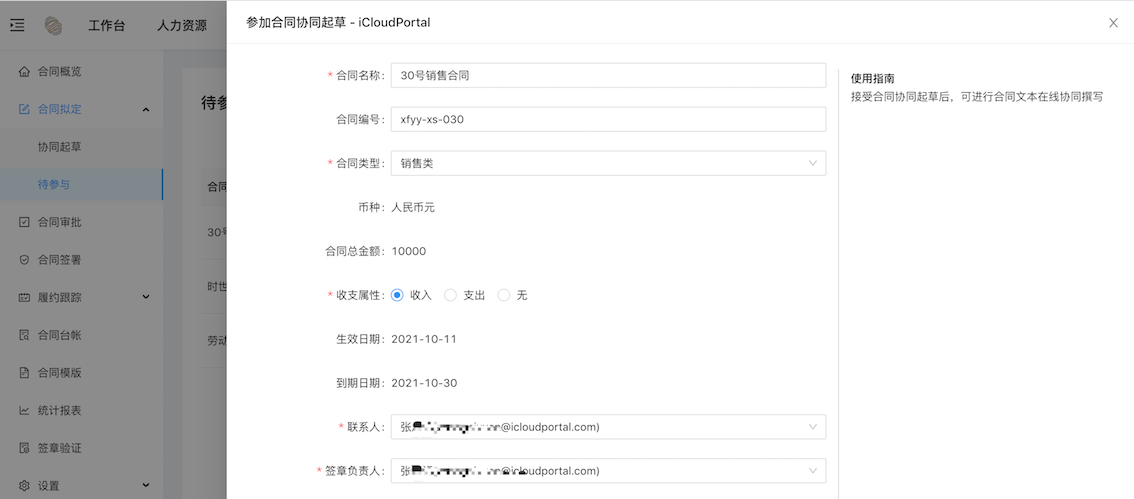 工作台
人力资源
参加合同协同起草 - iCloudPortal
合同概览
合同拟定
协同起草
待参与
合同审批
合同签署
履约跟踪
合同台帐
合同模版
统计报表
签章验证
设置
待参
合同
30号
时世
劳动
* 合同名称: 30号销售合同
合同编号: xfyy-xs-030
* 合同类型: 销售类
币种: 人民币元
合同总金额: 10000
* 收支属性: 收入 支出 无
生效日期: 2021-10-11
到期日期: 2021-10-30
* 联系人: 张 @icloudportal.com)
* 签章负责人: 张 @icloudportal.com)
使用指南
接受合同协同起草后，可进行合同文本在线协同撰写